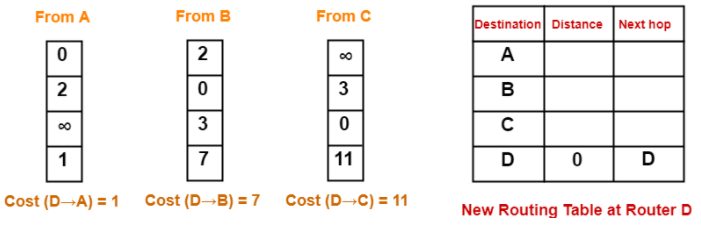 From A From B From C
0 2 ∞
2 0 3
∞ 3 0
1 7 11
Cost (D→A) = 1 Cost (D→B) = 7 Cost (D→C) = 11
Destination Distance Next hop
A
B
C
D 0 D
New Routing Table at Router D